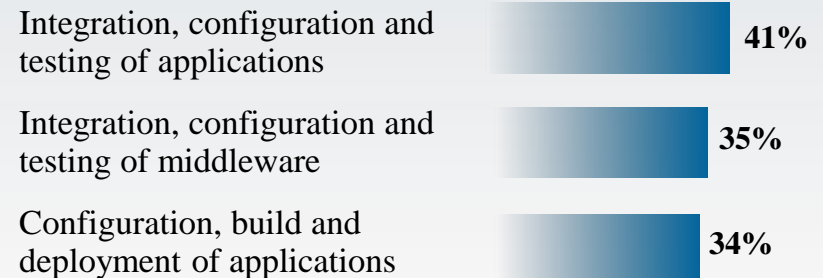 Integration, configuration and
testing of applications
41%
Integration, configuration and
testing of middleware
35%
Configuration, build and
deployment of applications
34%